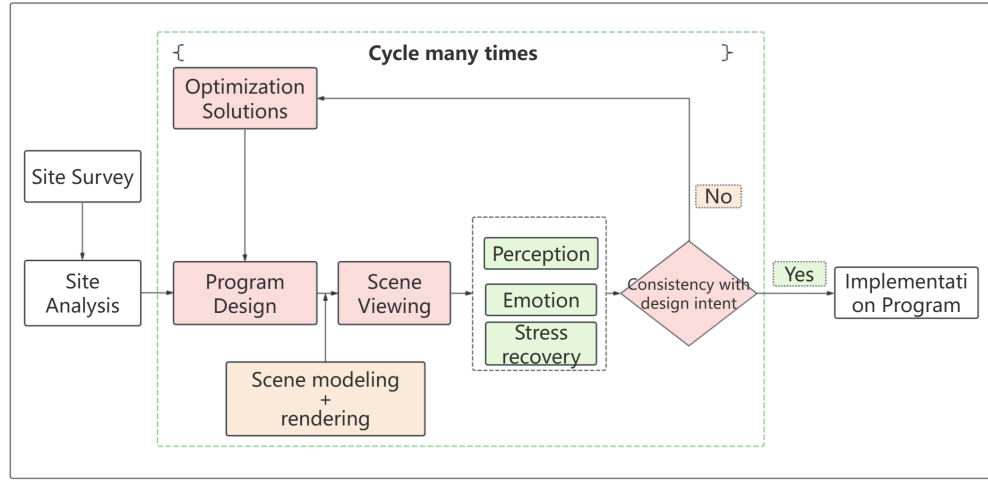 { Cycle many times }
Optimization
Solutions
Site Survey
No
Site
Analysis
Program
Design
Scene
Viewing
Perception
Emotion
Stress
recovery
Consistency with
design intent
Yes
Implementati
on Program
Scene modeling
+
rendering